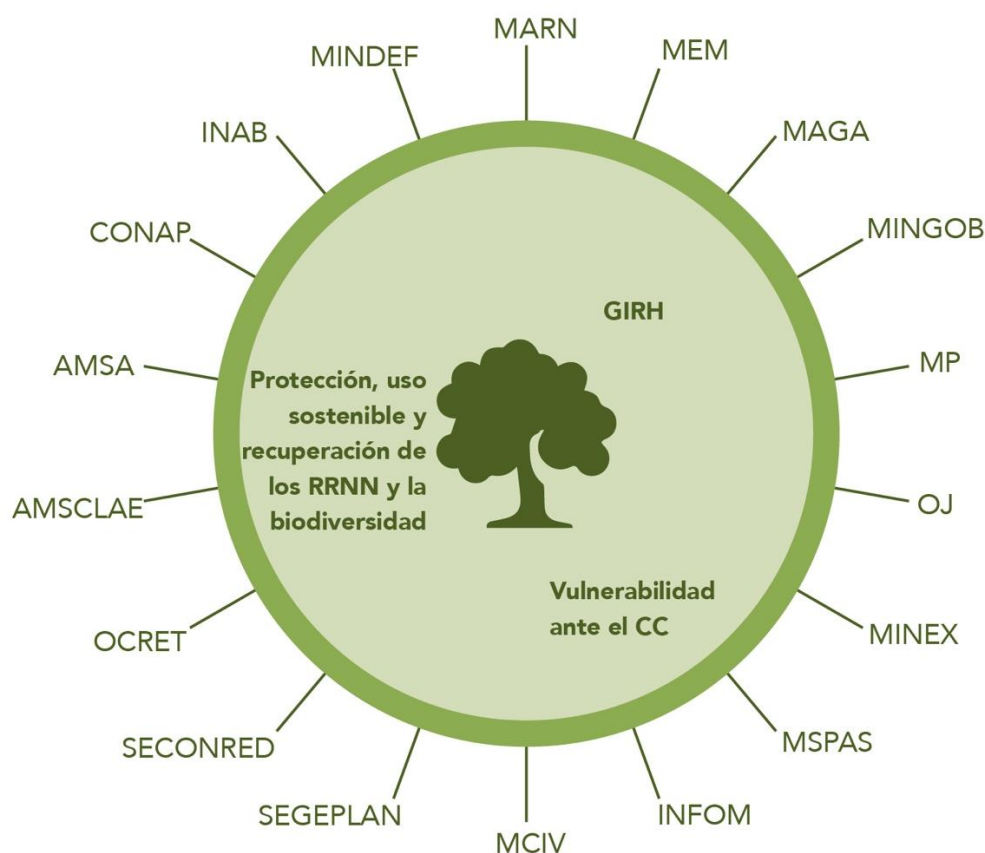 MARN
MEM
MAGA
MINGOB
MP
OJ
MINEX
MSPAS
INFOM
MCIV
SEGEPLAN
SECONRED
OCRET
AMSCLAE
AMSA
CONAP
INAB
MINDEF
GIRH
Protección, uso
sostenible y
recuperación de
los RRNN y la
biodiversidad
Vulnerabilidad
ante el CC